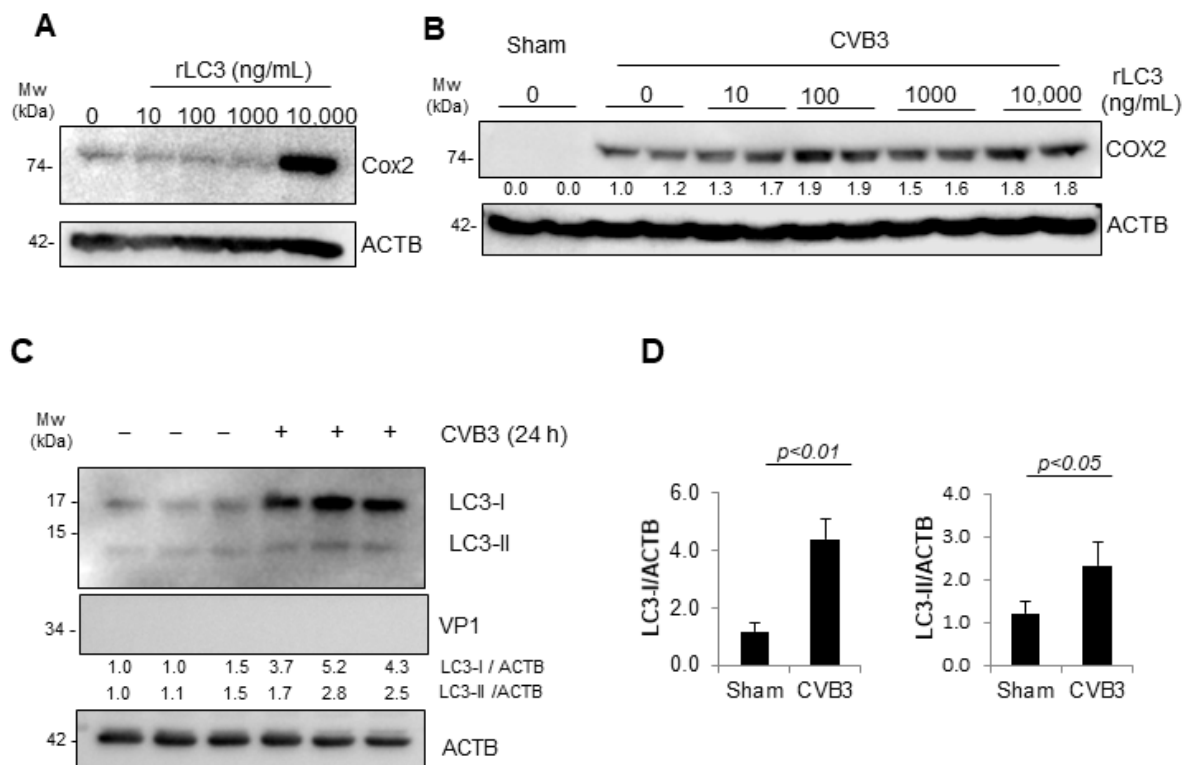 A
rLC3 (ng/mL)
Mw
(kDa)
0 10 100 1000 10,000
74-
Cox2
42-
ACTB
B
Sham CVB3
Mw
(kDa)
0 0 10 100 1000 10,000
rLC3
(ng/mL)
74-
COX2
0.0 0.0 1.0 1.2 1.3 1.7 1.9 1.9 1.5 1.6 1.8 1.8
42-
ACTB
C
Mw
(kDa)
– – – + + + CVB3 (24 h)
17 -
LC3-I
15 -
LC3-II
34 -
VP1
1.0 1.0 1.5 3.7 5.2 4.3 LC3-I / ACTB
1.0 1.1 1.5 1.7 2.8 2.5 LC3-II /ACTB
42 -
ACTB
D
p<0.01
LC3-I/ACTB
6.0
4.0
2.0
0.0
Sham CVB3
p<0.05
LC3-II/ACTB
4.0
3.0
2.0
1.0
0.0
Sham CVB3